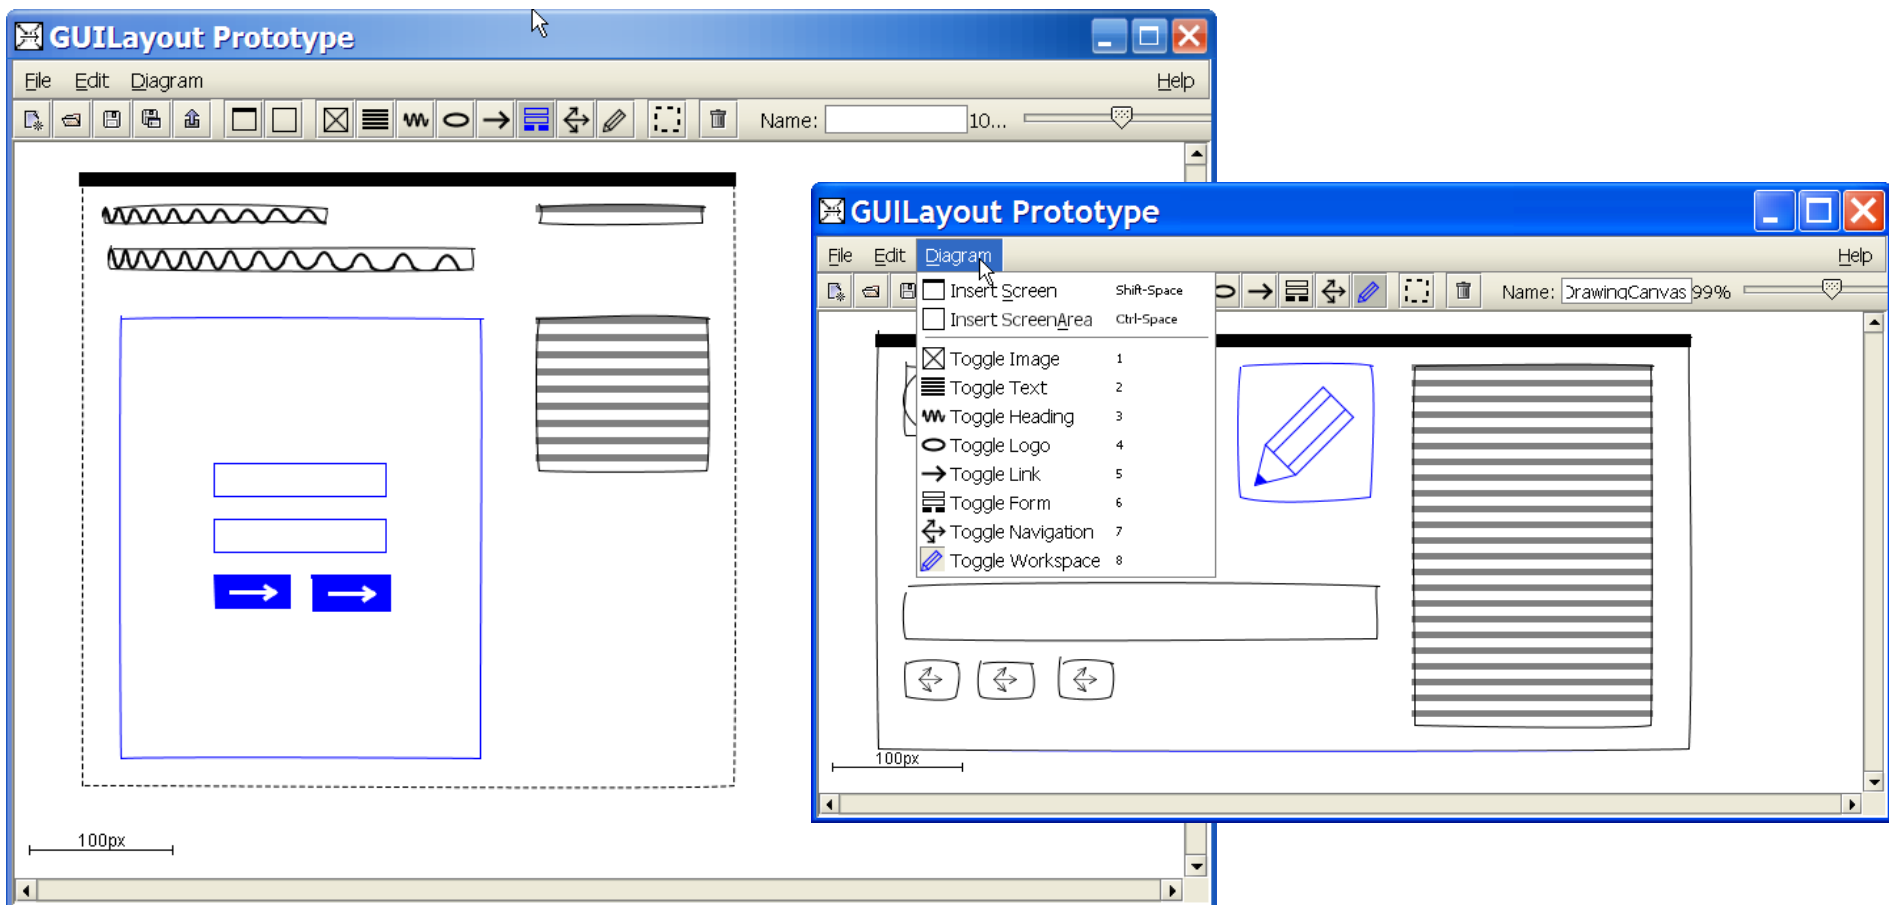 GUILayout Prototype
File Edit Diagram Help
Name: 10...
100px
GUILayout Prototype
File Edit Diagram Help
Name: DrawingCanvas 99%
Insert Screen Shift-Space
Insert ScreenArea Ctrl-Space
Toggle Image 1
Toggle Text 2
Toggle Heading 3
Toggle Logo 4
Toggle Link 5
Toggle Form 6
Toggle Navigation 7
Toggle Workspace 8
100px